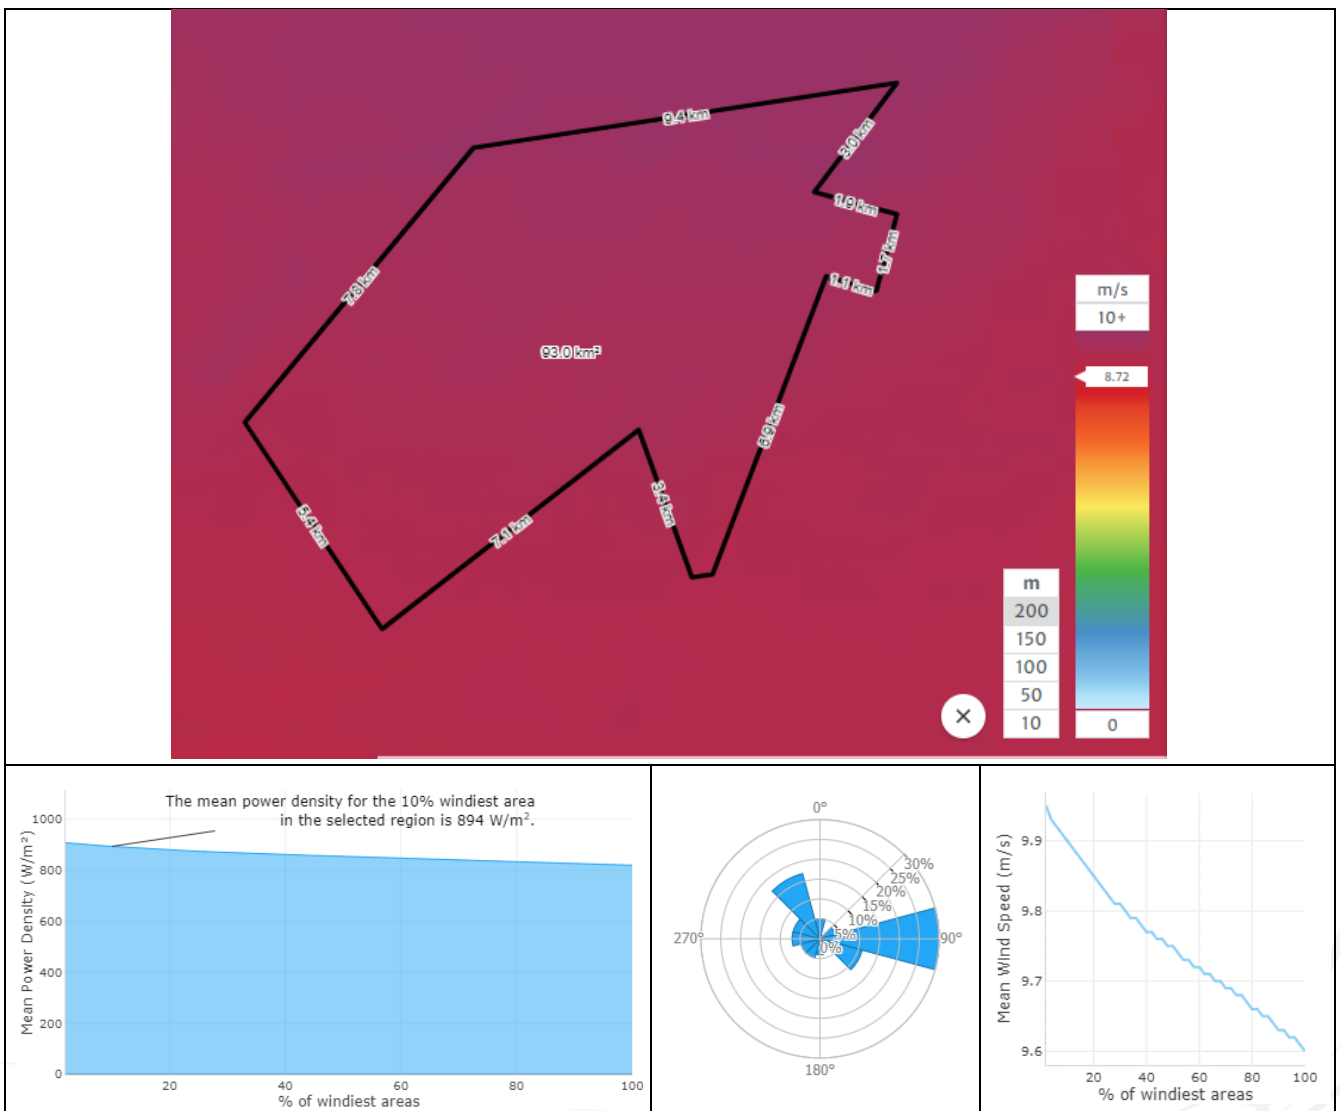 9.4 km
3.0 km
1.9 km
1.7 km
1.1 km
7.8 km
93.0 km²
6.9 km
3.4 km
7.1 km
5.4 km
m/s
10+
8.72
0
m
200
150
100
50
10
The mean power density for the 10% windiest area
in the selected region is 894 W/m².
Mean Power Density (W/m²)
1000
800
600
400
200
0
20 40 60 80 100
% of windiest areas
0°
30%
25%
20%
15%
10%
5%
0%
270°
90°
180°
Mean Wind Speed (m/s)
9.9
9.8
9.7
9.6
20 40 60 80 100
% of windiest areas